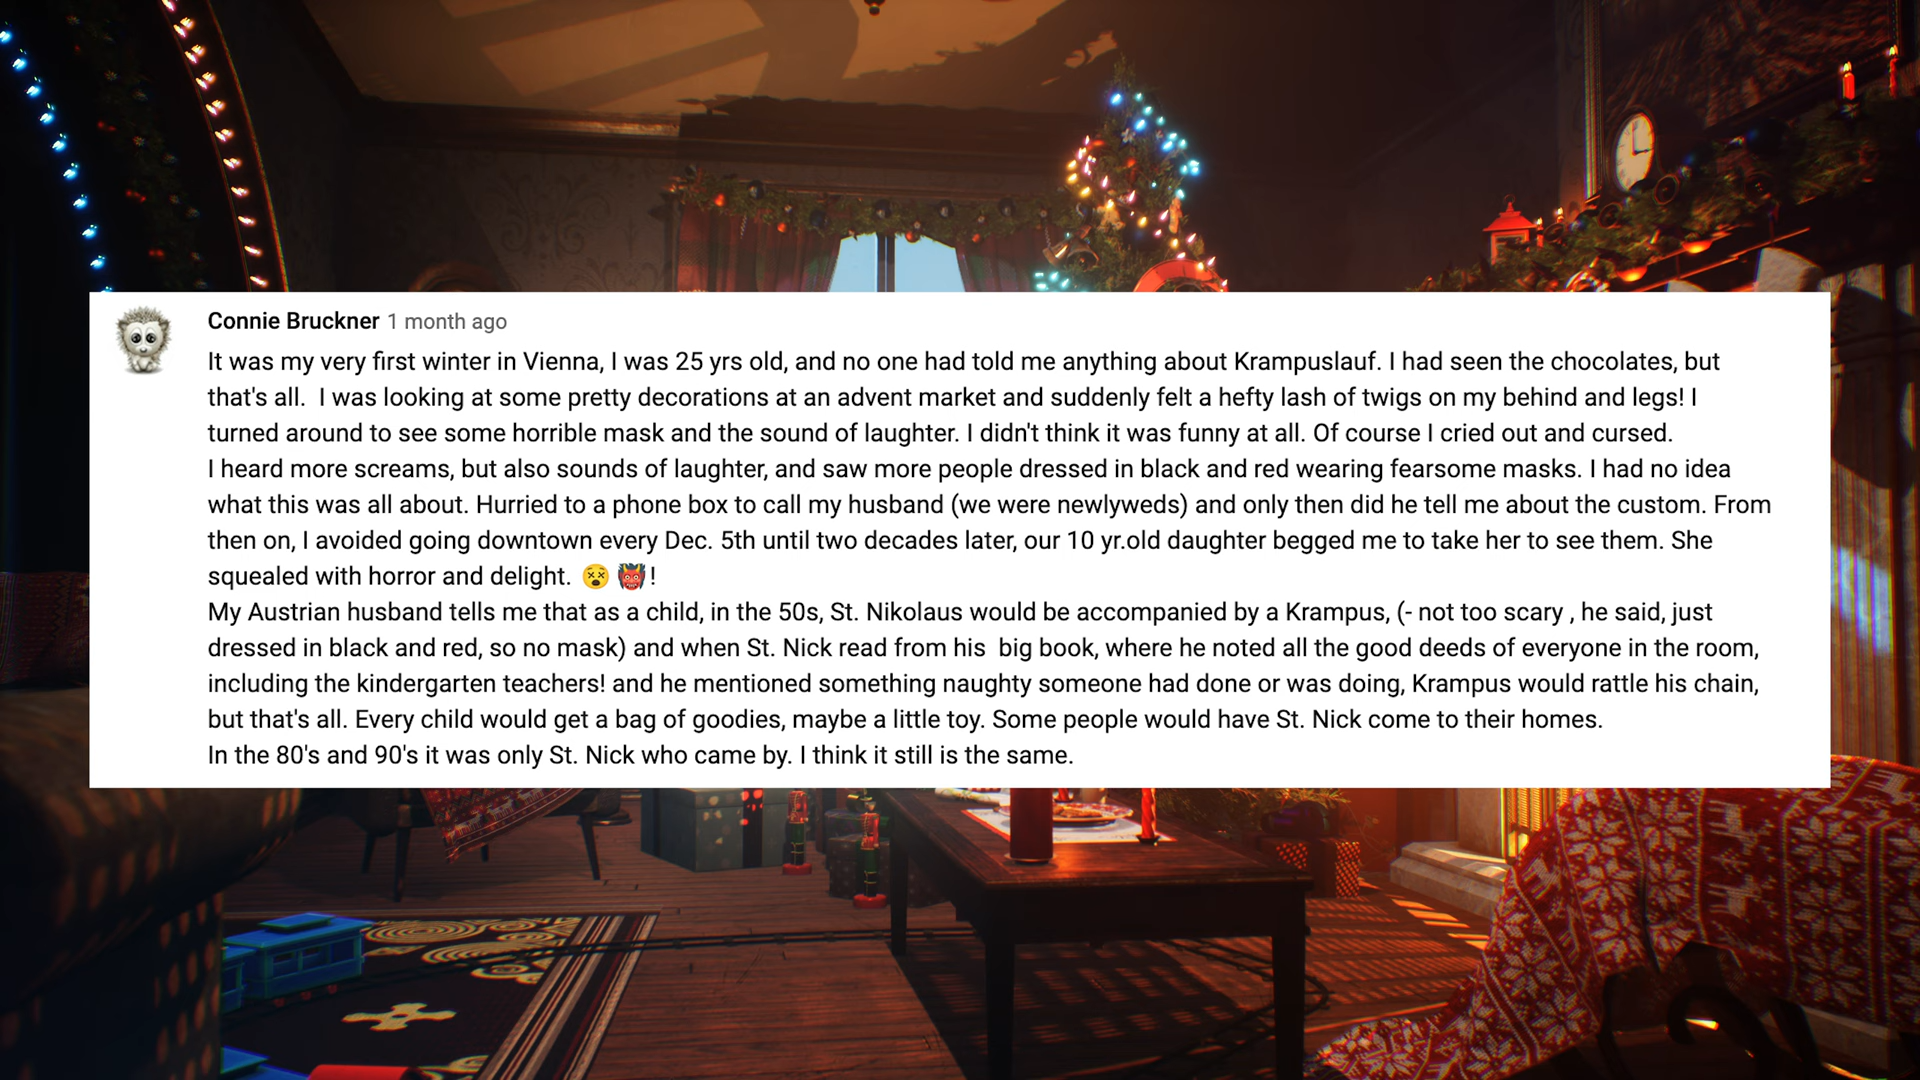 Connie Bruckner 1 month ago
It was my very first winter in Vienna, I was 25 yrs old, and no one had told me anything about Krampuslauf. I had seen the chocolates, but
that's all.  I was looking at some pretty decorations at an advent market and suddenly felt a hefty lash of twigs on my behind and legs! I
turned around to see some horrible mask and the sound of laughter. I didn't think it was funny at all. Of course I cried out and cursed.
I heard more screams, but also sounds of laughter, and saw more people dressed in black and red wearing fearsome masks. I had no idea
what this was all about. Hurried to a phone box to call my husband (we were newlyweds) and only then did he tell me about the custom. From
then on, I avoided going downtown every Dec. 5th until two decades later, our 10 yr.old daughter begged me to take her to see them. She
squealed with horror and delight. 😵 👹!
My Austrian husband tells me that as a child, in the 50s, St. Nikolaus would be accompanied by a Krampus, (- not too scary , he said, just
dressed in black and red, so no mask) and when St. Nick read from his  big book, where he noted all the good deeds of everyone in the room,
including the kindergarten teachers! and he mentioned something naughty someone had done or was doing, Krampus would rattle his chain,
but that's all. Every child would get a bag of goodies, maybe a little toy. Some people would have St. Nick come to their homes.
In the 80's and 90's it was only St. Nick who came by. I think it still is the same.